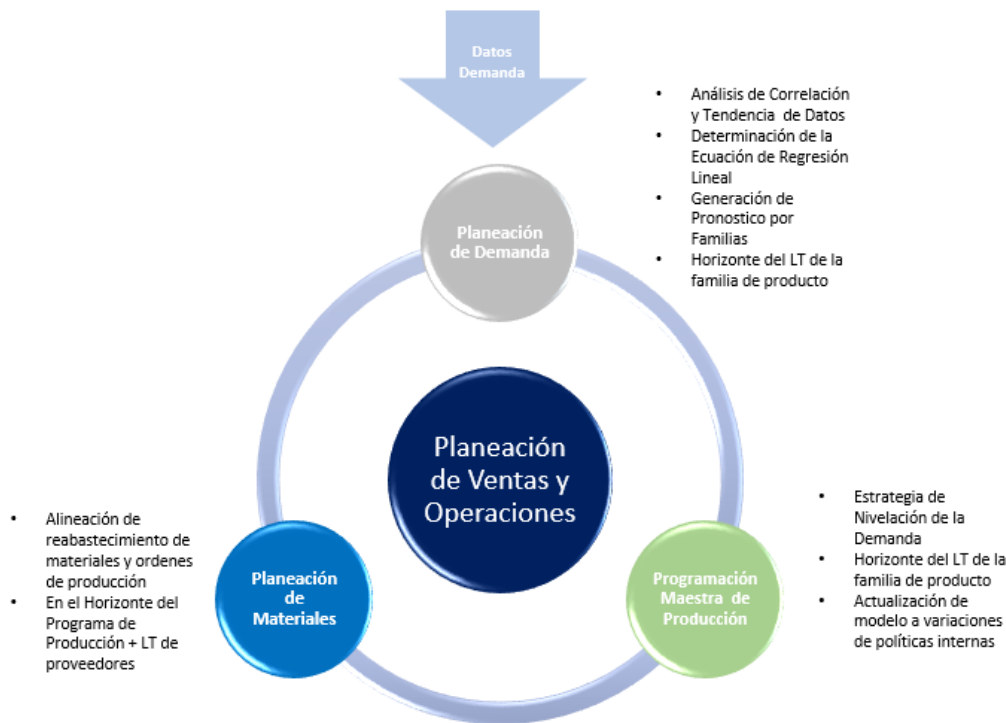 Datos
Demanda
• Análisis de Correlación
y Tendencia de Datos
• Determinación de la
Ecuación de Regresión
Lineal
• Generación de
Pronostico por
Familias
• Horizonte del LT de la
familia de producto
Planeación
de Demanda
Planeación
de Ventas y
Operaciones
• Alineación de
reabastecimiento de
materiales y ordenes
de producción
• En el Horizonte del
Programa de
Producción + LT de
proveedores
Planeación
de
Materiales
Programación
Maestra de
Producción
• Estrategia de
Nivelación de la
Demanda
• Horizonte del LT de la
familia de producto
• Actualización de
modelo a variaciones
de políticas internas